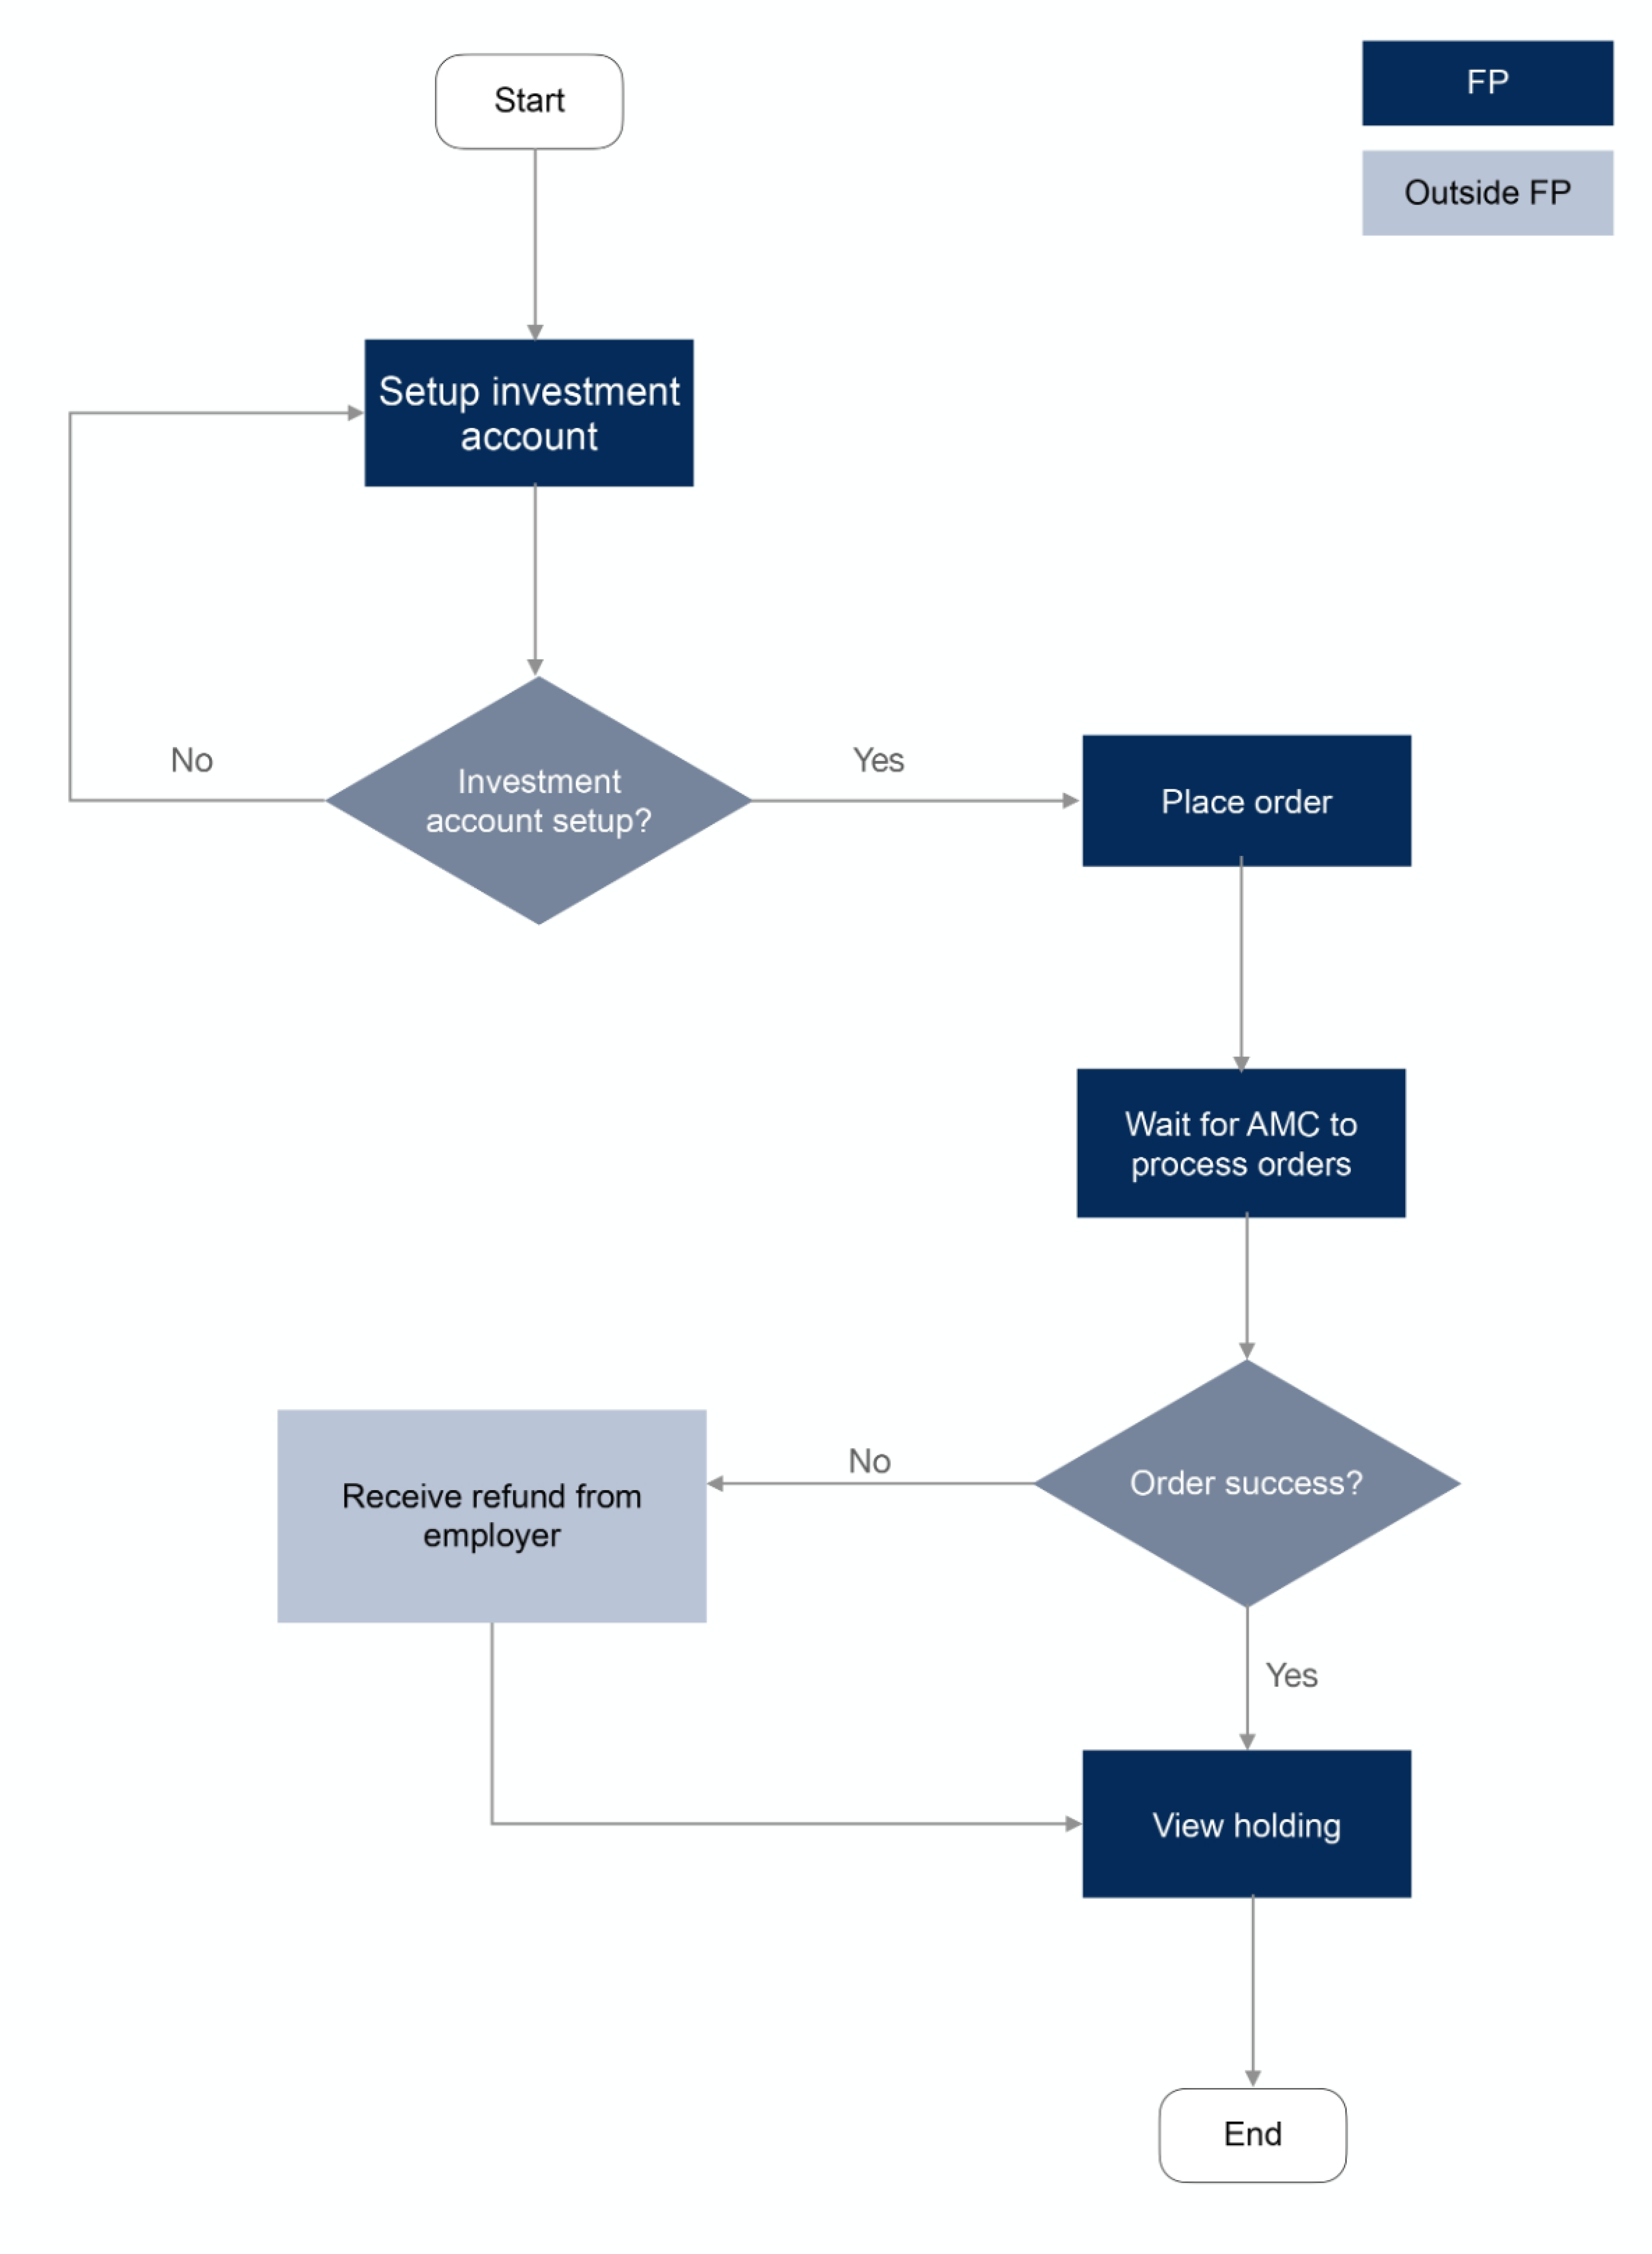 Start
FP
Outside FP
Setup investment
account
No
Investment
account setup?
Yes
Place order
Wait for AMC to
process orders
Order success?
No
Receive refund from
employer
Yes
View holding
End